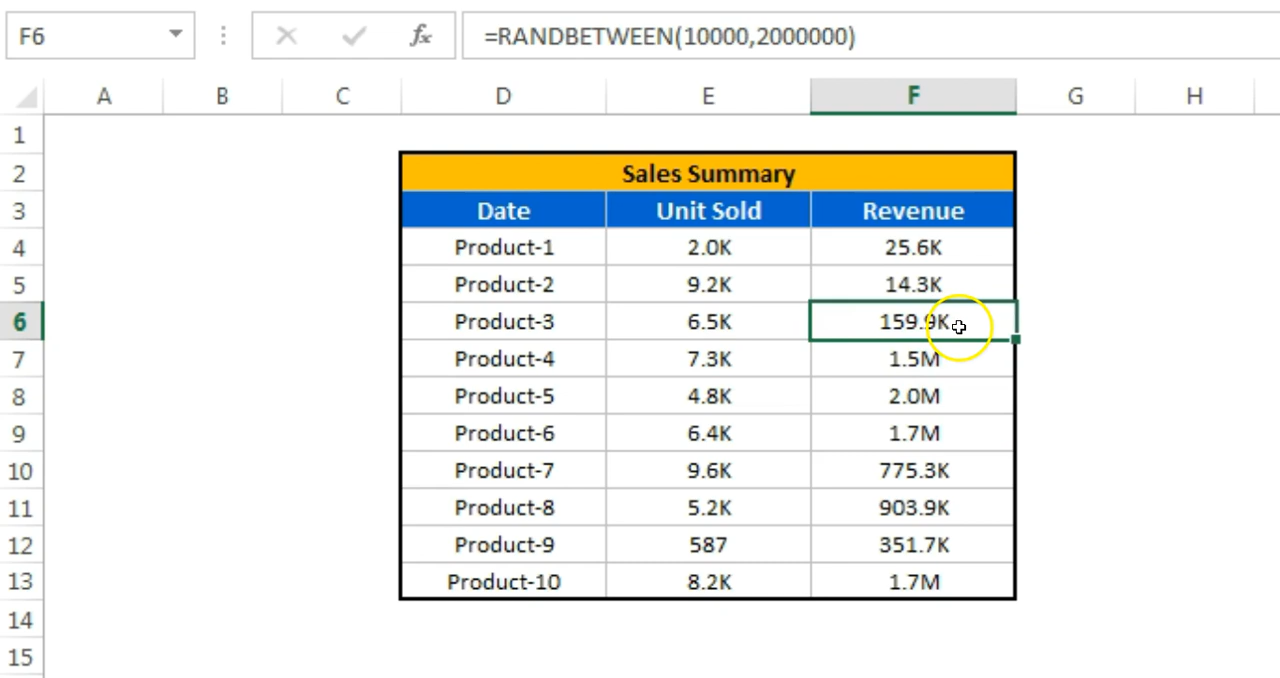 F6 fx =RANDBETWEEN(10000,2000000)
A B C D E F G H
1
2 Sales Summary
3 Date Unit Sold Revenue
4 Product-1 2.0K 25.6K
5 Product-2 9.2K 14.3K
6 Product-3 6.5K 159.9K
7 Product-4 7.3K 1.5M
8 Product-5 4.8K 2.0M
9 Product-6 6.4K 1.7M
10 Product-7 9.6K 775.3K
11 Product-8 5.2K 903.9K
12 Product-9 587 351.7K
13 Product-10 8.2K 1.7M
14
15